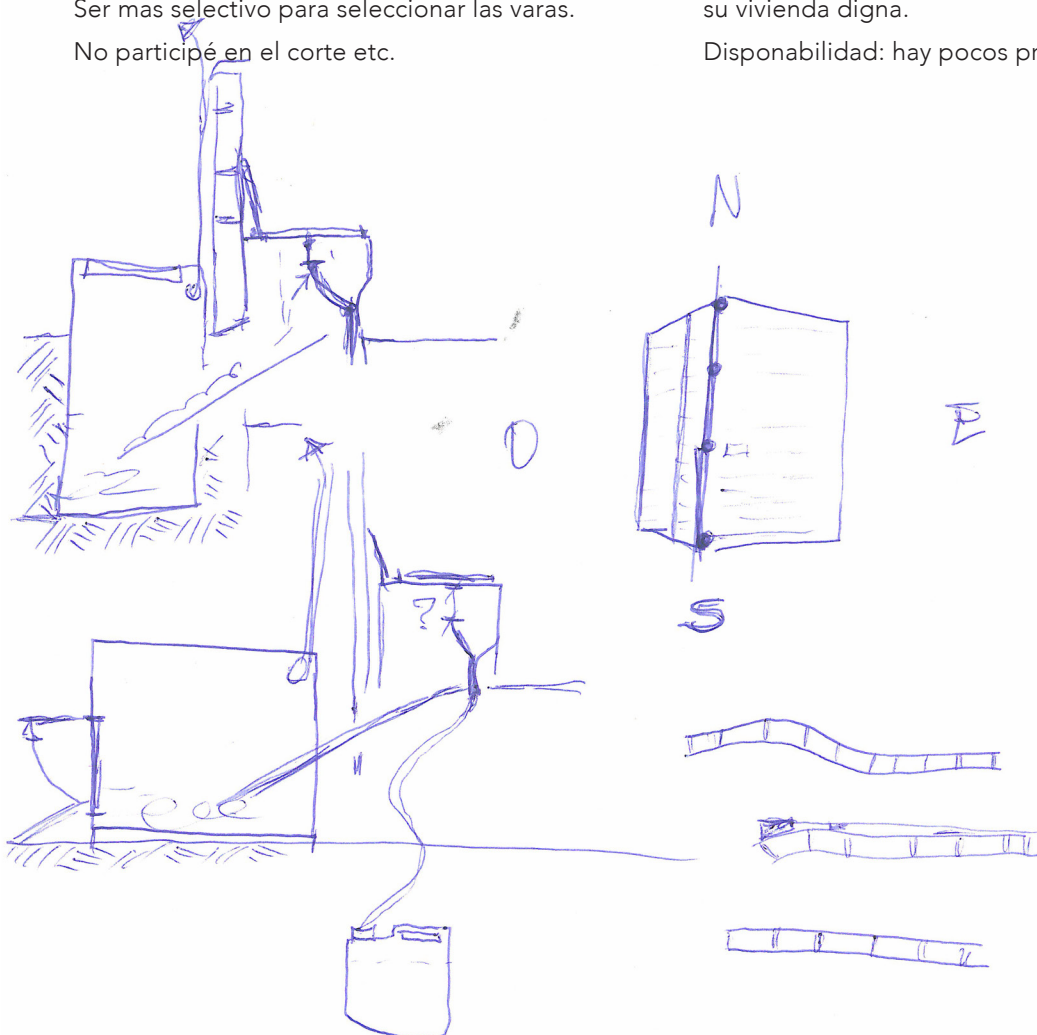 Ser mas selectivo para seleccionar las varas.
No participé en el corte etc.
su vivienda digna.
Disponabilidad: hay pocos pr
N
O
E
S
?